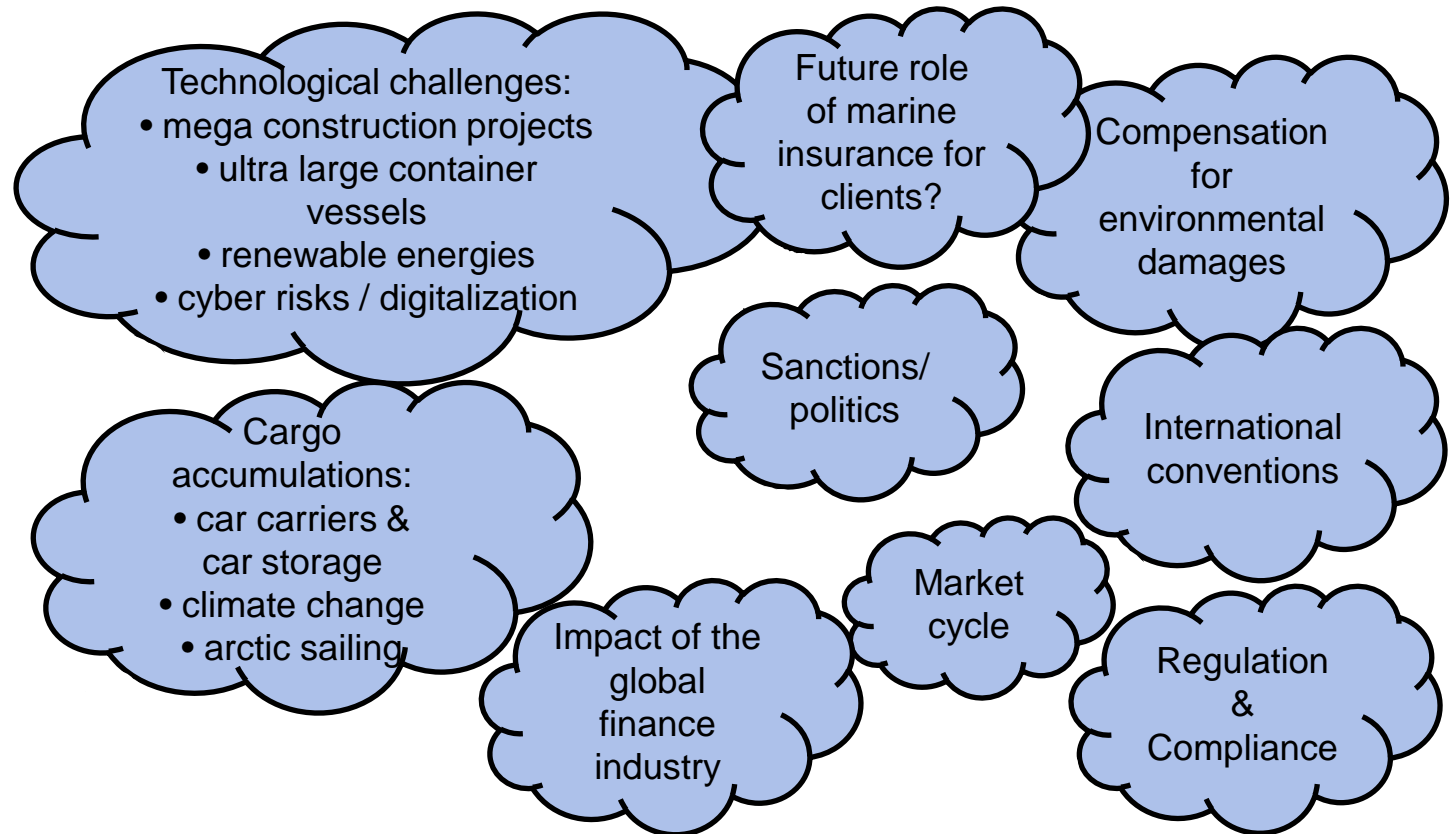 Technological challenges:
• mega construction projects
• ultra large container
vessels
• renewable energies
• cyber risks / digitalization
Future role
of marine
insurance for
clients?
Compensation
for
environmental
damages
Sanctions/
politics
International
conventions
Cargo
accumulations:
• car carriers &
car storage
• climate change
• arctic sailing
Impact of the
global
finance
industry
Market
cycle
Regulation
&
Compliance